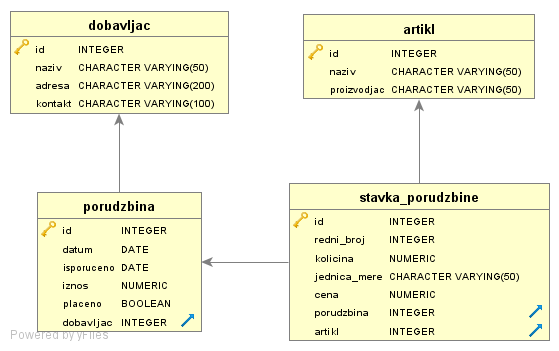 dobavljac
id INTEGER
naziv CHARACTER VARYING(50)
adresa CHARACTER VARYING(200)
kontakt CHARACTER VARYING(100)
artikl
id INTEGER
naziv CHARACTER VARYING(50)
proizvodjac CHARACTER VARYING(50)
porudzbina
id INTEGER
datum DATE
isporuceno DATE
iznos NUMERIC
placeno BOOLEAN
dobavljac INTEGER
stavka_porudzbine
id INTEGER
redni_broj INTEGER
kolicina NUMERIC
jednica_mere CHARACTER VARYING(50)
cena NUMERIC
porudzbina INTEGER
artikl INTEGER
Powered by yFiles